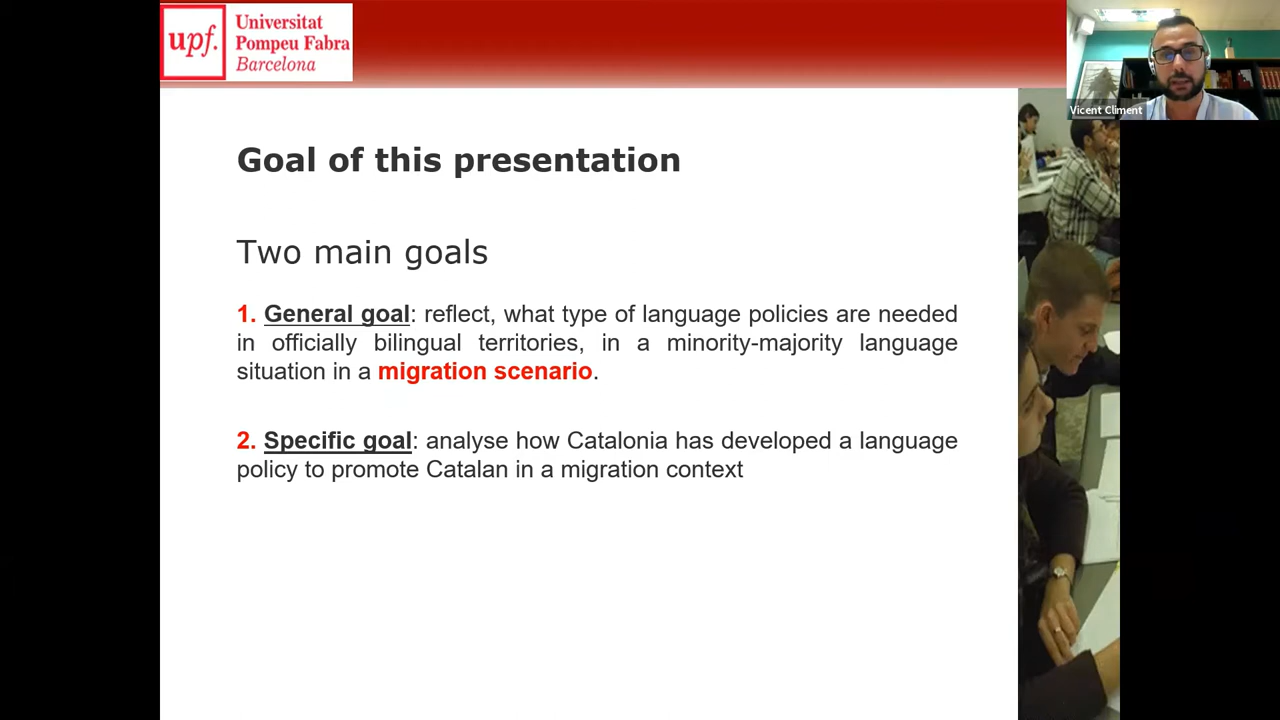 upf.
Universitat
Pompeu Fabra
Barcelona
Vicent Climent
Goal of this presentation
Two main goals
1. General goal: reflect, what type of language policies are needed
in officially bilingual territories, in a minority-majority language
situation in a migration scenario.
2. Specific goal: analyse how Catalonia has developed a language
policy to promote Catalan in a migration context